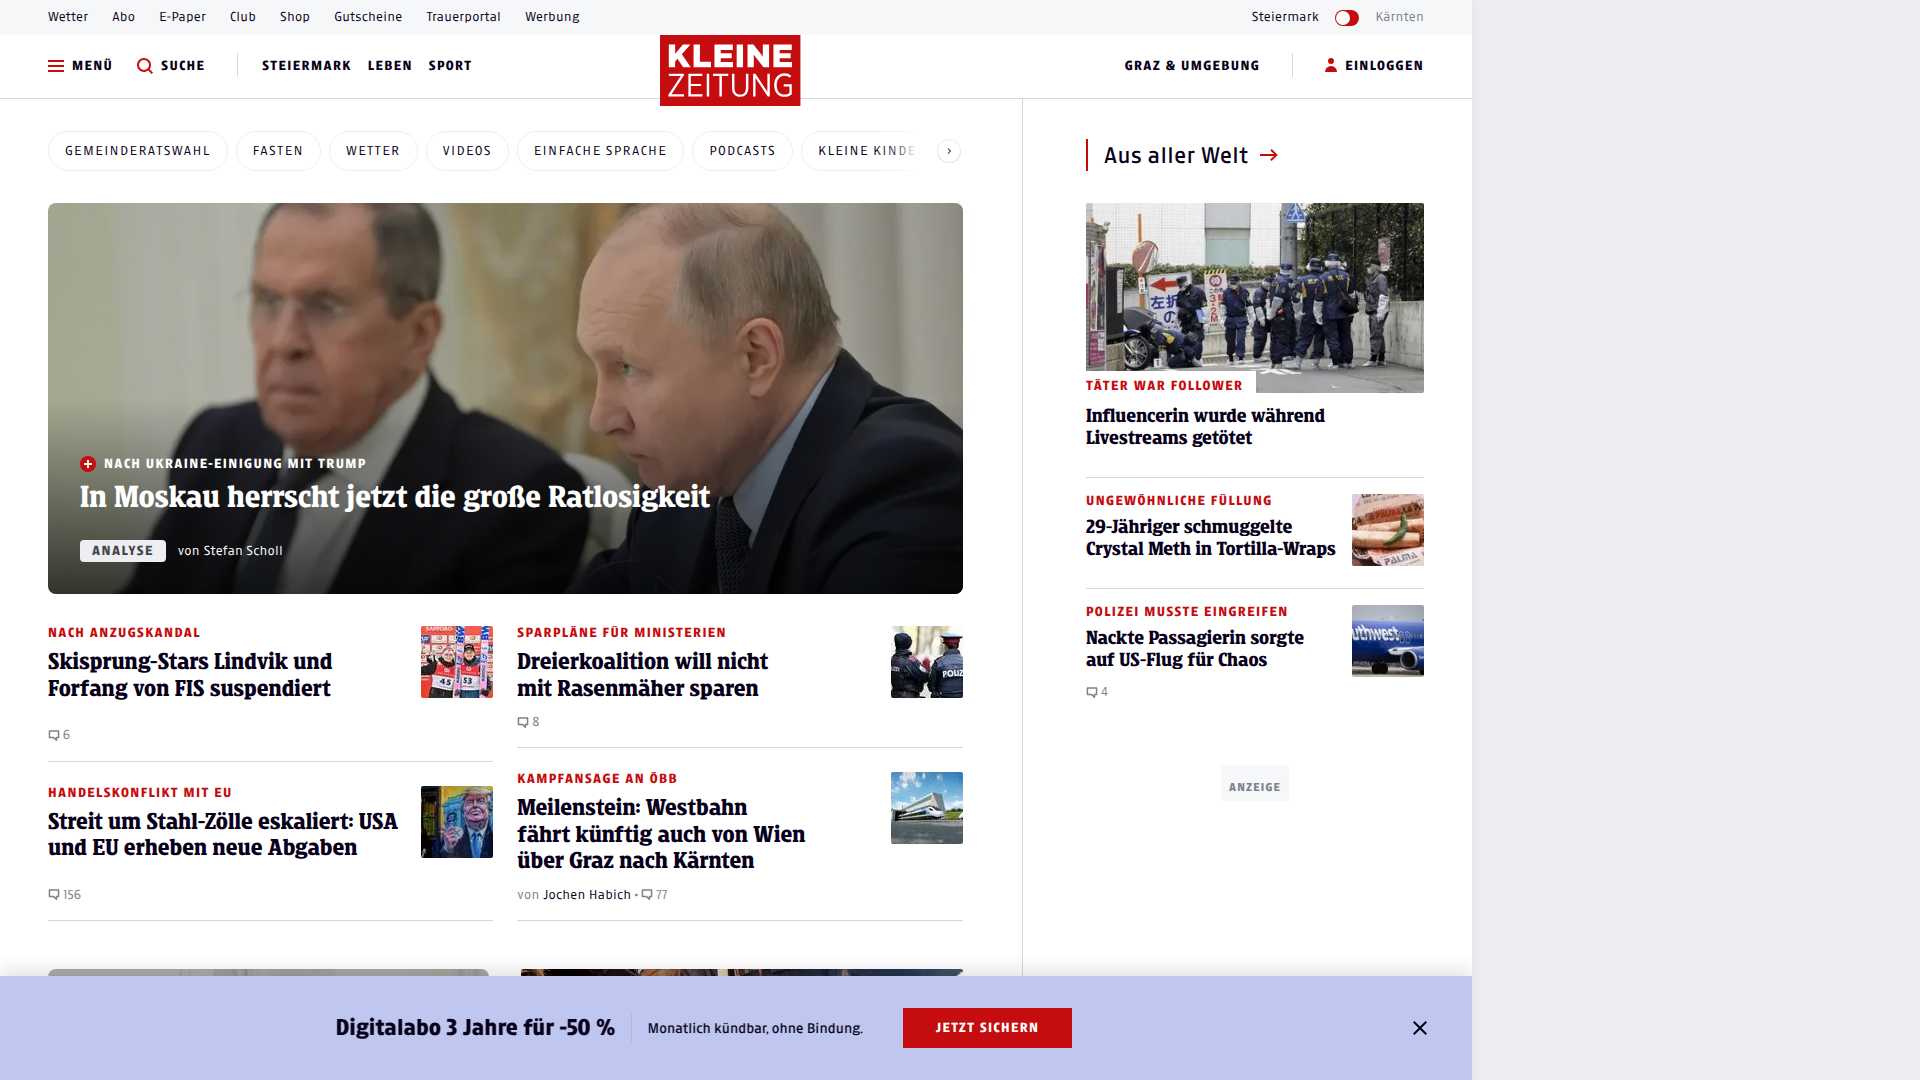 Wetter Abo E-Paper Club Shop Gutscheine Trauerportal Werbung Steiermark Kärnten
MENÜ SUCHE STEIERMARK LEBEN SPORT KLEINE ZEITUNG GRAZ & UMGEBUNG EINLOGGEN
GEMEINDERATSWAHL FASTEN WETTER VIDEOS EINFACHE SPRACHE PODCASTS KLEINE KINDE
NACH UKRAINE-EINIGUNG MIT TRUMP
In Moskau herrscht jetzt die große Ratlosigkeit
ANALYSE von Stefan Scholl
NACH ANZUGSKANDAL
Skisprung-Stars Lindvik und
Forfang von FIS suspendiert
6
HANDELSKONFLIKT MIT EU
Streit um Stahl-Zölle eskaliert: USA
und EU erheben neue Abgaben
156
SPARPLÄNE FÜR MINISTERIEN
Dreierkoalition will nicht
mit Rasenmäher sparen
8
KAMPFANSAGE AN ÖBB
Meilenstein: Westbahn
fährt künftig auch von Wien
über Graz nach Kärnten
von Jochen Habich • 77
Aus aller Welt
TÄTER WAR FOLLOWER
Influencerin wurde während
Livestreams getötet
UNGEWÖHNLICHE FÜLLUNG
29-Jähriger schmuggelte
Crystal Meth in Tortilla-Wraps
POLIZEI MUSSTE EINGREIFEN
Nackte Passagierin sorgte
auf US-Flug für Chaos
4
ANZEIGE
Digitalabo 3 Jahre für -50 % Monatlich kündbar, ohne Bindung. JETZT SICHERN